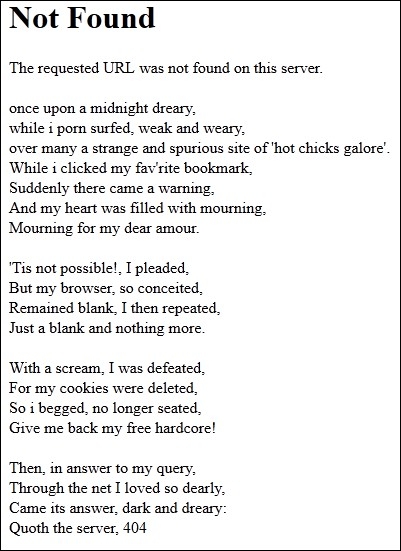 Not Found
The requested URL was not found on this server.
once upon a midnight dreary,
while i porn surfed, weak and weary,
over many a strange and spurious site of 'hot chicks galore'.
While i clicked my fav'rite bookmark,
Suddenly there came a warning,
And my heart was filled with mourning,
Mourning for my dear amour.
'Tis not possible!, I pleaded,
But my browser, so conceited,
Remained blank, I then repeated,
Just a blank and nothing more.
With a scream, I was defeated,
For my cookies were deleted,
So i begged, no longer seated,
Give me back my free hardcore!
Then, in answer to my query,
Through the net I loved so dearly,
Came its answer, dark and dreary:
Quoth the server, 404